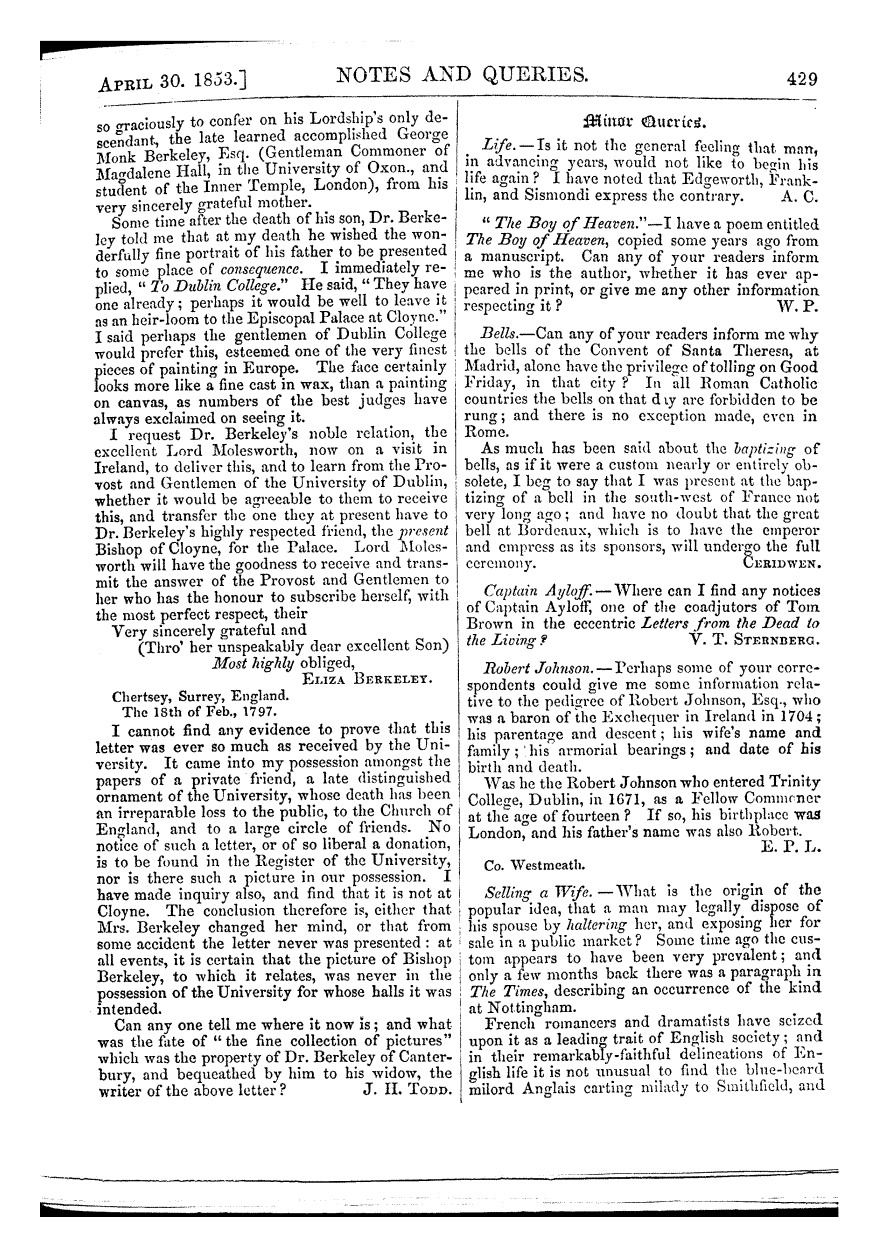 APRIL 30. 1853.]
NOTES AND QUERIES.
429
so graciously to confer on his Lordship's only de-
scendant, the late learned accomplished George
Monk Berkeley, Esq. (Gentleman Commoner of
Magdalene Hall, in the University of Oxon., and
student of the Inner Temple, London), from his
very sincerely grateful mother.
Some time after the death of his son, Dr. Berke-
ley told me that at my death he wished the won-
derfully fine portrait of his father to be presented
to some place of consequence. I immediately re-
plied, "To Dublin College." He said, "They have
one already; perhaps it would be well to leave it
as an heir-loom to the Episcopal Palace at Cloyne."
I said perhaps the gentlemen of Dublin College
would prefer this, esteemed one of the very finest
pieces of painting in Europe. The face certainly
looks more like a fine cast in wax, than a painting
on canvas, as numbers of the best judges have
always exclaimed on seeing it.
I request Dr. Berkeley's noble relation, the
excellent Lord Molesworth, now on a visit in
Ireland, to deliver this, and to learn from the Pro-
vost and Gentlemen of the University of Dublin,
whether it would be agreeable to them to receive
this, and transfer the one they at present have to
Dr. Berkeley's highly respected friend, the present
Bishop of Cloyne, for the Palace. Lord Moles-
worth will have the goodness to receive and trans-
mit the answer of the Provost and Gentlemen to
her who has the honour to subscribe herself, with
the most perfect respect, their
Very sincerely grateful and
(Thro' her unspeakably dear excellent Son)
Most highly obliged,
ELIZA BERKELEY.
Chertsey, Surrey, England.
The 18th of Feb., 1797.
I cannot find any evidence to prove that this
letter was ever so much as received by the Uni-
versity. It came into my possession amongst the
papers of a private friend, a late distinguished
ornament of the University, whose death has been
an irreparable loss to the public, to the Church of
England, and to a large circle of friends. No
notice of such a letter, or of so liberal a donation,
is to be found in the Register of the University,
nor is there such a picture in our possession. I
have made inquiry also, and find that it is not at
Cloyne. The conclusion therefore is, either that
Mrs. Berkeley changed her mind, or that from
some accident the letter never was presented: at
all events, it is certain that the picture of Bishop
Berkeley, to which it relates, was never in the
possession of the University for whose halls it was
intended.
Can any one tell me where it now is; and what
was the fate of "the fine collection of pictures"
which was the property of Dr. Berkeley of Canter-
bury, and bequeathed by him to his widow, the
writer of the above letter? J. H. TODD.
Minor Queries.
Life.—Is it not the general feeling that man,
in advancing years, would not like to begin his
life again? I have noted that Edgeworth, Frank-
lin, and Sismondi express the contrary. A. C.
"The Boy of Heaven."—I have a poem entitled
The Boy of Heaven, copied some years ago from
a manuscript. Can any of your readers inform
me who is the author, whether it has ever ap-
peared in print, or give me any other information
respecting it? W. P.
Bells.—Can any of your readers inform me why
the bells of the Convent of Santa Theresa, at
Madrid, alone have the privilege of tolling on Good
Friday, in that city? In all Roman Catholic
countries the bells on that day are forbidden to be
rung; and there is no exception made, even in
Rome.
As much has been said about the baptizing of
bells, as if it were a custom nearly or entirely ob-
solete, I beg to say that I was present at the bap-
tizing of a bell in the south-west of France not
very long ago; and have no doubt that the great
bell at Bordeaux, which is to have the emperor
and empress as its sponsors, will undergo the full
ceremony. CERIDWEN.
Captain Ayloff.—Where can I find any notices
of Captain Ayloff, one of the coadjutors of Tom
Brown in the eccentric Letters from the Dead to
the Living? V. T. STERNBERG.
Robert Johnson.—Perhaps some of your corre-
spondents could give me some information rela-
tive to the pedigree of Robert Johnson, Esq., who
was a baron of the Exchequer in Ireland in 1704;
his parentage and descent; his wife's name and
family; his armorial bearings; and date of his
birth and death.
Was he the Robert Johnson who entered Trinity
College, Dublin, in 1671, as a Fellow Commoner
at the age of fourteen? If so, his birthplace was
London, and his father's name was also Robert.
E. P. L.
Co. Westmeath.
Selling a Wife.—What is the origin of the
popular idea, that a man may legally dispose of
his spouse by haltering her, and exposing her for
sale in a public market? Some time ago the cus-
tom appears to have been very prevalent; and
only a few months back there was a paragraph in
The Times, describing an occurrence of the kind
at Nottingham.
French romancers and dramatists have seized
upon it as a leading trait of English society; and
in their remarkably-faithful delineations of En-
glish life it is not unusual to find the blue-beard
milord Anglais carting milady to Smithfield, and